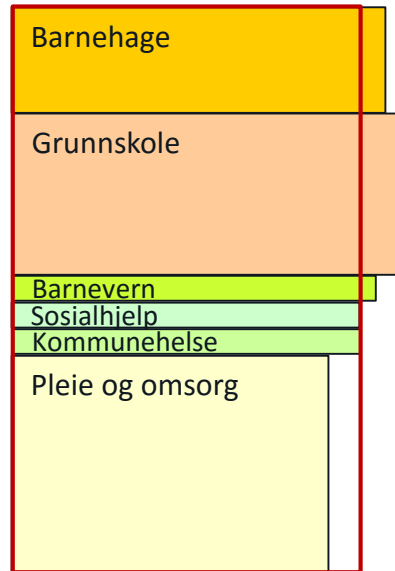 Barnehage
Grunnskole
Barnevern
Sosialhjelp
Kommunehelse
Pleie og omsorg